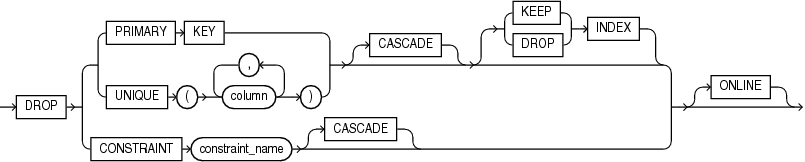 KEEP
PRIMARY KEY INDEX
CASCADE DROP
,
UNIQUE ( column )
ONLINE
DROP
CASCADE
CONSTRAINT constraint_name